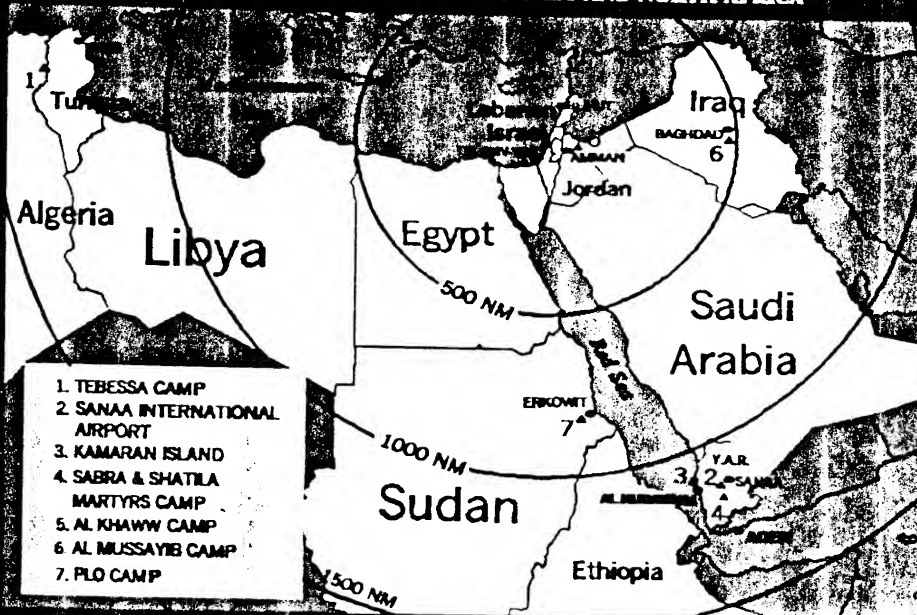 1
Tunisia
Algeria
Libya
Egypt
Lebanon
Israel
AMMAN
Jordan
Iraq
BAGHDAD
6
500 NM
Saudi
Arabia
Red Sea
ERKOWIT
7
1000 NM
Sudan
Y.A.R.
3
2
SANAA
4
ADEN
Ethiopia
1500 NM
1. TEBESSA CAMP
2. SANAA INTERNATIONAL
AIRPORT
3. KAMARAN ISLAND
4. SABRA & SHATILA
MARTYRS CAMP
5. AL KHAWW CAMP
6. AL MUSSAYIB CAMP
7. PLO CAMP